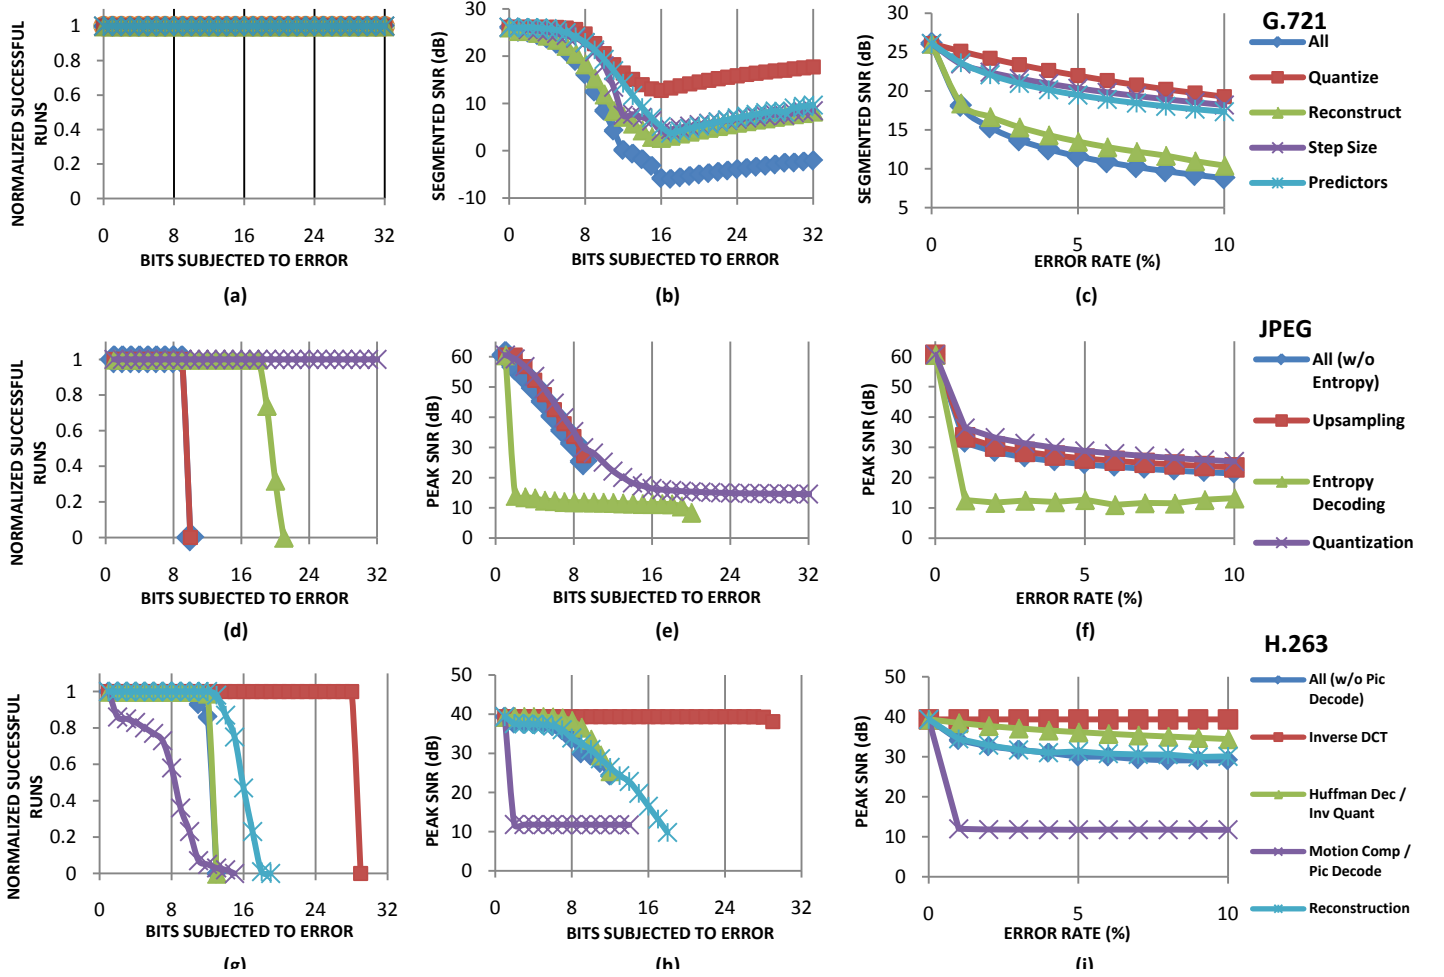 NORMALIZED SUCCESSFUL
RUNS
1
0.8
0.6
0.4
0.2
0
0 8 16 24 32
BITS SUBJECTED TO ERROR
(a)
SEGMENTED SNR (dB)
30
20
10
0
-10
0 8 16 24 32
BITS SUBJECTED TO ERROR
(b)
SEGMENTED SNR (dB)
30
25
20
15
10
5
0 5 10
ERROR RATE (%)
(c)
G.721
All
Quantize
Reconstruct
Step Size
Predictors
NORMALIZED SUCCESSFUL
RUNS
1
0.8
0.6
0.4
0.2
0
0 8 16 24 32
BITS SUBJECTED TO ERROR
(d)
PEAK SNR (dB)
60
50
40
30
20
10
0
0 8 16 24 32
BITS SUBJECTED TO ERROR
(e)
PEAK SNR (dB)
60
50
40
30
20
10
0
0 5 10
ERROR RATE (%)
(f)
JPEG
All (w/o
Entropy)
Upsampling
Entropy
Decoding
Quantization
NORMALIZED SUCCESSFUL
RUNS
1
0.8
0.6
0.4
0.2
0
0 8 16 24 32
BITS SUBJECTED TO ERROR
(g)
PEAK SNR (dB)
50
40
30
20
10
0
0 8 16 24 32
BITS SUBJECTED TO ERROR
(h)
PEAK SNR (dB)
50
40
30
20
10
0
0 5 10
ERROR RATE (%)
(i)
H.263
All (w/o Pic
Decode)
Inverse DCT
Huffman Dec /
Inv Quant
Motion Comp /
Pic Decode
Reconstruction